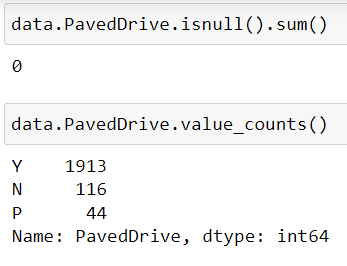 data.PavedDrive.isnull().sum()
0
data.PavedDrive.value_counts()
Y    1913
N     116
P      44
Name: PavedDrive, dtype: int64